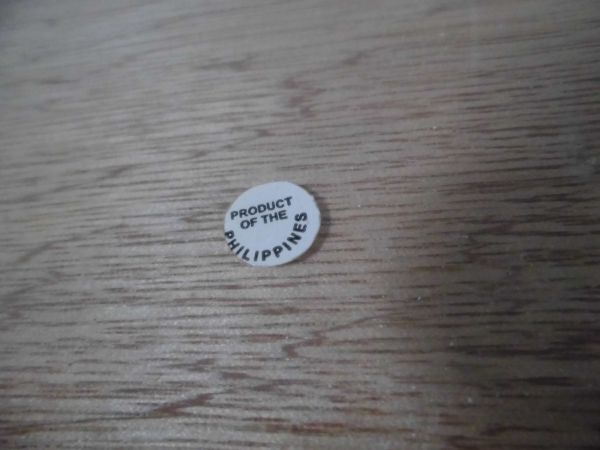 PRODUCT
OF THE
PHILIPPINES